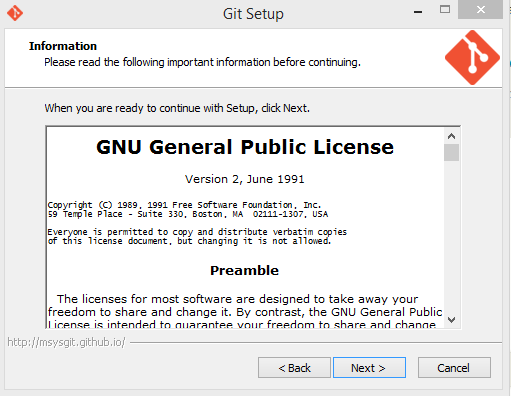 Git Setup
Information
Please read the following important information before continuing.
When you are ready to continue with Setup, click Next.
GNU General Public License
Version 2, June 1991
Copyright (C) 1989, 1991 Free Software Foundation, Inc.
59 Temple Place - Suite 330, Boston, MA  02111-1307, USA
Everyone is permitted to copy and distribute verbatim copies
of this license document, but changing it is not allowed.
Preamble
The licenses for most software are designed to take away your
freedom to share and change it. By contrast, the GNU General Public
License is intended to guarantee your freedom to share and change
http://msysgit.github.io/
< Back
Next >
Cancel